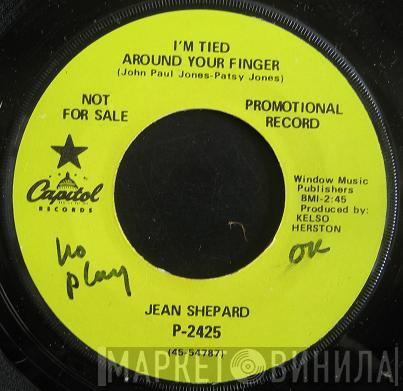 I'M TIED
AROUND YOUR FINGER
(John Paul Jones-Patsy Jones)
NOT
FOR SALE
PROMOTIONAL
RECORD
Capitol
RECORDS
Window Music
Publishers
BMI-2:45
Produced by:
KELSO
HERSTON
no
play
OK
JEAN SHEPARD
P-2425
(45-54787)
МАРКЕТ ВИНИЛА